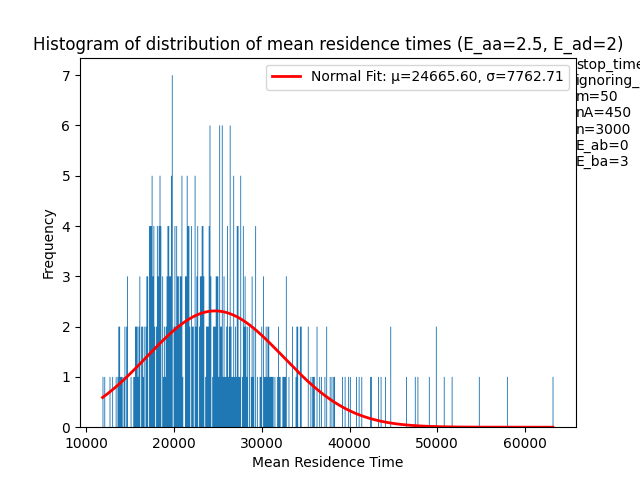 Histogram of distribution of mean residence times (E_aa=2.5, E_ad=2)
Normal Fit: μ=24665.60, σ=7762.71
stop_time
ignoring_
m=50
nA=450
n=3000
E_ab=0
E_ba=3
Frequency
7
6
5
4
3
2
1
0
10000 20000 30000 40000 50000 60000
Mean Residence Time